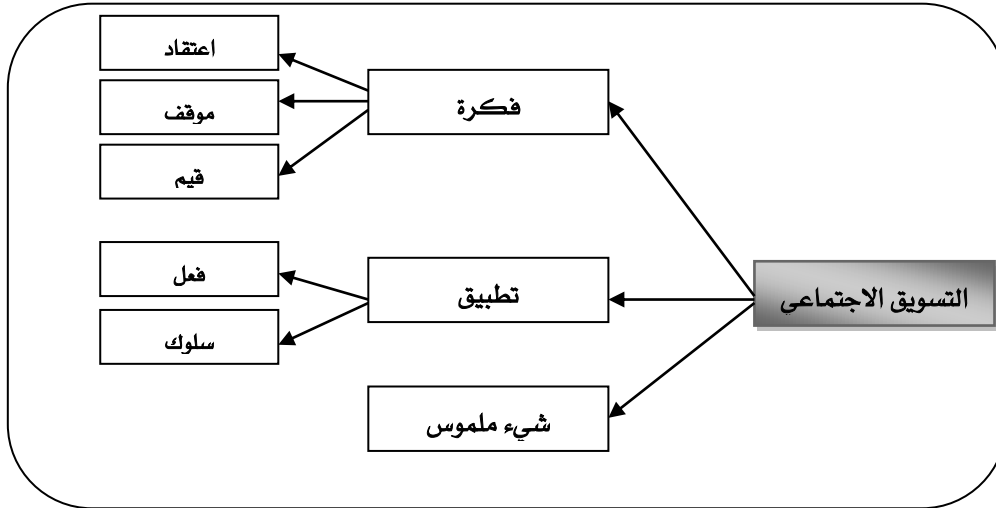 التسويق الاجتماعي
فكرة
اعتقاد
موقف
قيم
تطبيق
فعل
سلوك
شيء ملموس